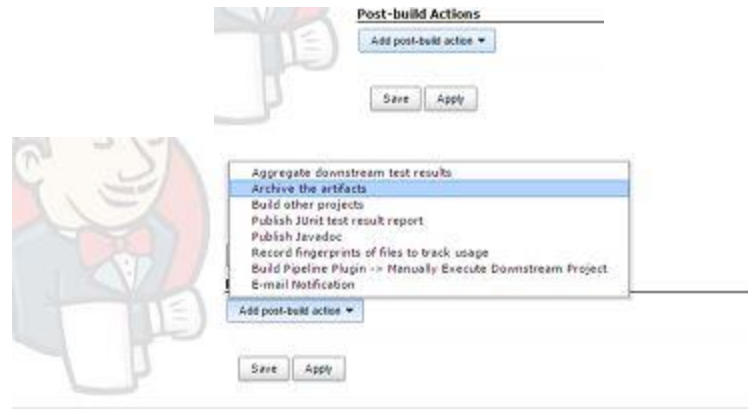 Post-build Actions
Add post-build action
Save Apply
Aggregate downstream test results
Archive the artifacts
Build other projects
Publish JUnit test result report
Publish Javadoc
Record fingerprints of files to track usage
Build Pipeline Plugin -> Manually Execute Downstream Project
E-mail Notification
Add post-build action
Save Apply